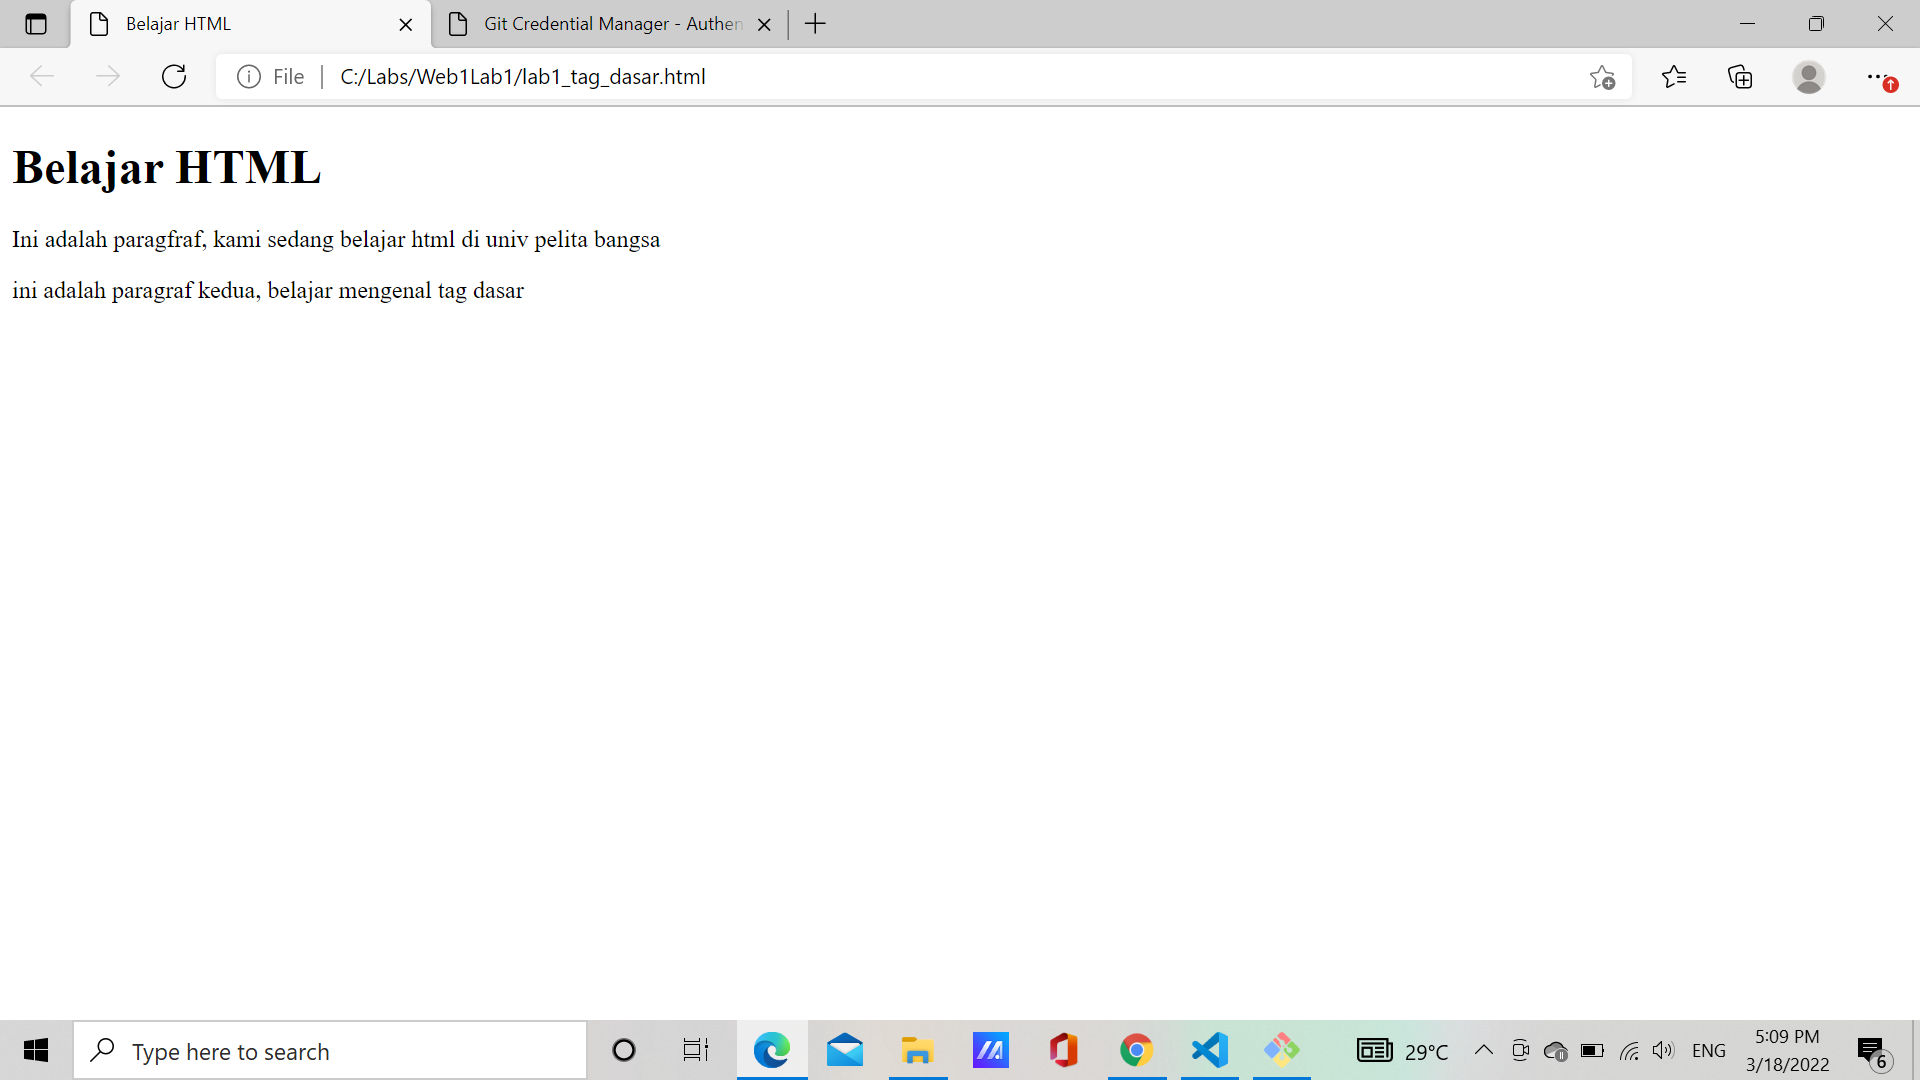 Belajar HTML
Git Credential Manager - Authen
File
C:/Labs/Web1Lab1/lab1_tag_dasar.html
Belajar HTML
Ini adalah paragfraf, kami sedang belajar html di univ pelita bangsa
ini adalah paragraf kedua, belajar mengenal tag dasar
Type here to search
29°C
ENG
5:09 PM
3/18/2022
6